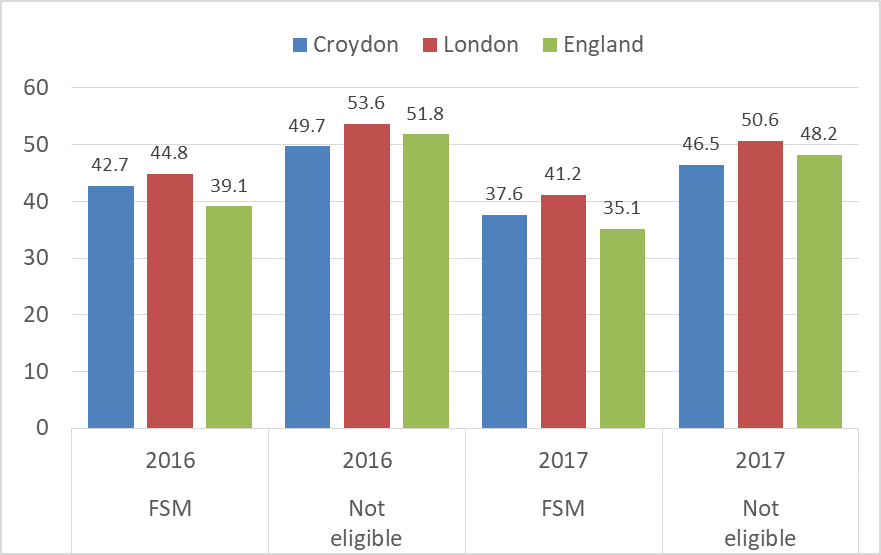 Croydon London England
60
50
40
30
20
10
0
42.7 44.8 39.1
49.7 53.6 51.8
37.6 41.2 35.1
46.5 50.6 48.2
2016 2016 2017 2017
FSM Not FSM Not
eligible eligible